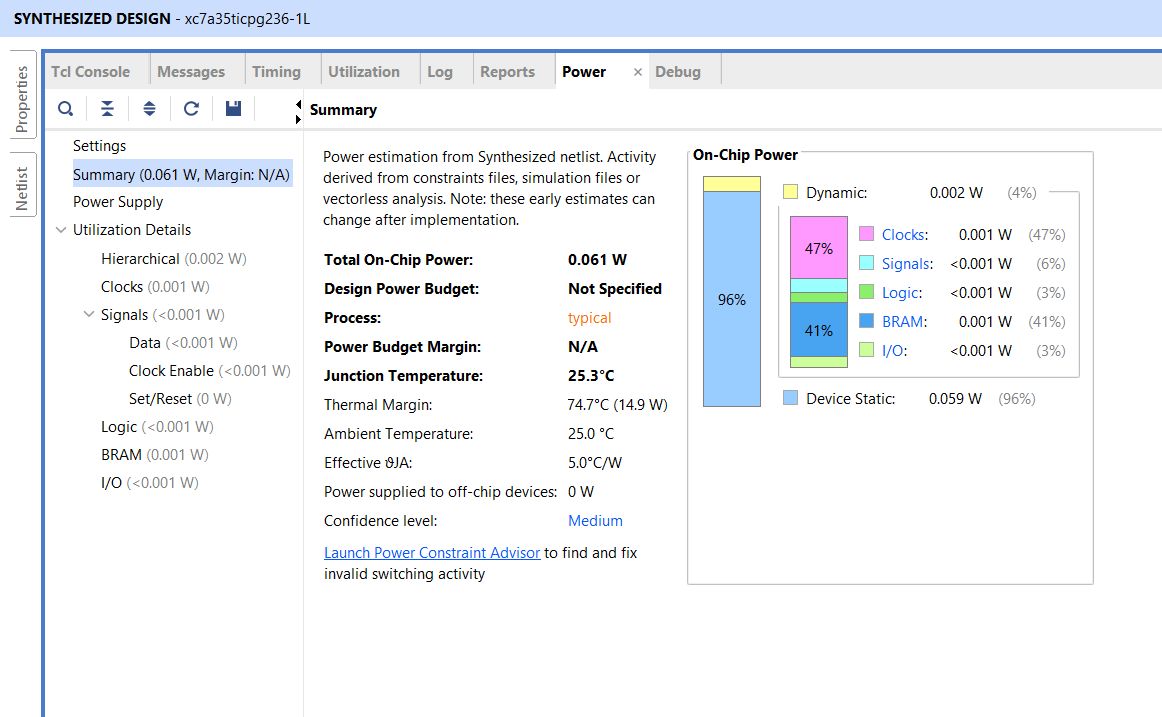 SYNTHESIZED DESIGN - xc7a35ticpg236-1L
Properties
Netlist
Tcl Console Messages Timing Utilization Log Reports Power × Debug
Summary
Settings
Summary (0.061 W, Margin: N/A)
Power Supply
Utilization Details
Hierarchical (0.002 W)
Clocks (0.001 W)
Signals (<0.001 W)
Data (<0.001 W)
Clock Enable (<0.001 W)
Set/Reset (0 W)
Logic (<0.001 W)
BRAM (0.001 W)
I/O (<0.001 W)
Power estimation from Synthesized netlist. Activity
derived from constraints files, simulation files or
vectorless analysis. Note: these early estimates can
change after implementation.
Total On-Chip Power: 0.061 W
Design Power Budget: Not Specified
Process: typical
Power Budget Margin: N/A
Junction Temperature: 25.3°C
Thermal Margin: 74.7°C (14.9 W)
Ambient Temperature: 25.0 °C
Effective ϑJA: 5.0°C/W
Power supplied to off-chip devices: 0 W
Confidence level: Medium
Launch Power Constraint Advisor to find and fix
invalid switching activity
On-Chip Power
96%
Dynamic: 0.002 W (4%)
47%
41%
Clocks: 0.001 W (47%)
Signals: <0.001 W (6%)
Logic: <0.001 W (3%)
BRAM: 0.001 W (41%)
I/O: <0.001 W (3%)
Device Static: 0.059 W (96%)